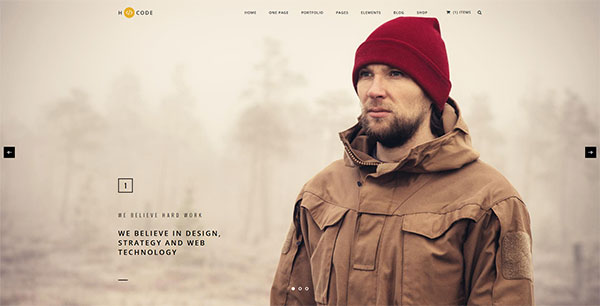 H </> CODE
HOME ONE PAGE PORTFOLIO PAGES ELEMENTS BLOG SHOP (1) ITEMS
1
WE BELIEVE HARD WORK
WE BELIEVE IN DESIGN,
STRATEGY AND WEB
TECHNOLOGY